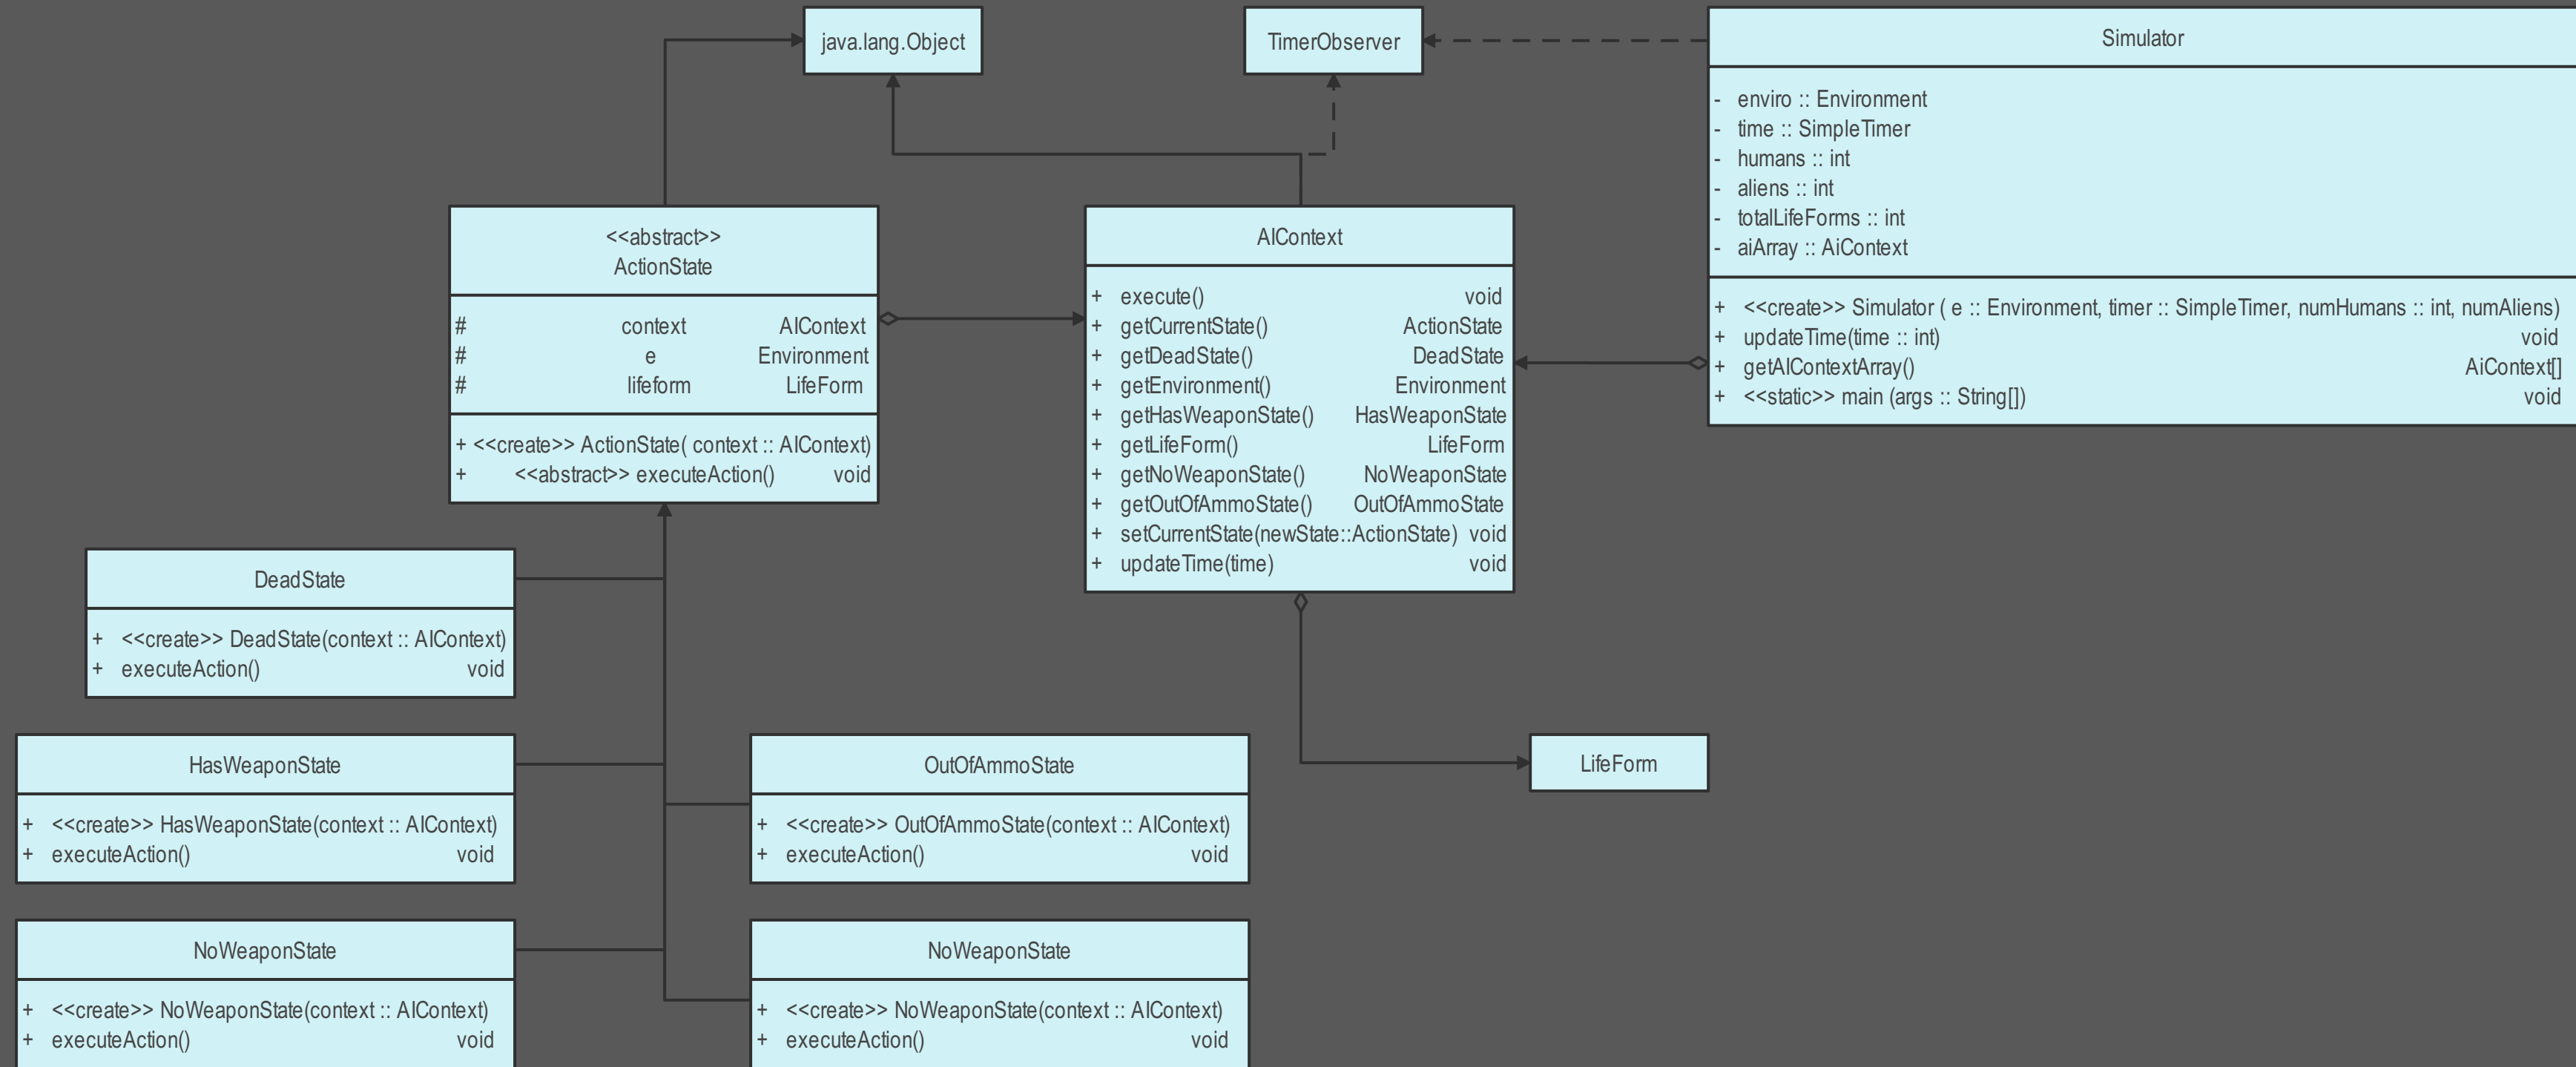 java.lang.Object
TimerObserver
Simulator
- enviro :: Environment
- time :: SimpleTimer
- humans :: int
- aliens :: int
- totalLifeForms :: int
- aiArray :: AiContext
+ <<create>> Simulator ( e :: Environment, timer :: SimpleTimer, numHumans :: int, numAliens)
+ updateTime(time :: int) void
+ getAIContextArray() AiContext[]
+ <<static>> main (args :: String[]) void
<<abstract>>
ActionState
# context AIContext
# e Environment
# lifeform LifeForm
+ <<create>> ActionState( context :: AIContext)
+ <<abstract>> executeAction() void
AIContext
+ execute() void
+ getCurrentState() ActionState
+ getDeadState() DeadState
+ getEnvironment() Environment
+ getHasWeaponState() HasWeaponState
+ getLifeForm() LifeForm
+ getNoWeaponState() NoWeaponState
+ getOutOfAmmoState() OutOfAmmoState
+ setCurrentState(newState::ActionState) void
+ updateTime(time) void
DeadState
+ <<create>> DeadState(context :: AIContext)
+ executeAction() void
HasWeaponState
+ <<create>> HasWeaponState(context :: AIContext)
+ executeAction() void
OutOfAmmoState
+ <<create>> OutOfAmmoState(context :: AIContext)
+ executeAction() void
LifeForm
NoWeaponState
+ <<create>> NoWeaponState(context :: AIContext)
+ executeAction() void
NoWeaponState
+ <<create>> NoWeaponState(context :: AIContext)
+ executeAction() void